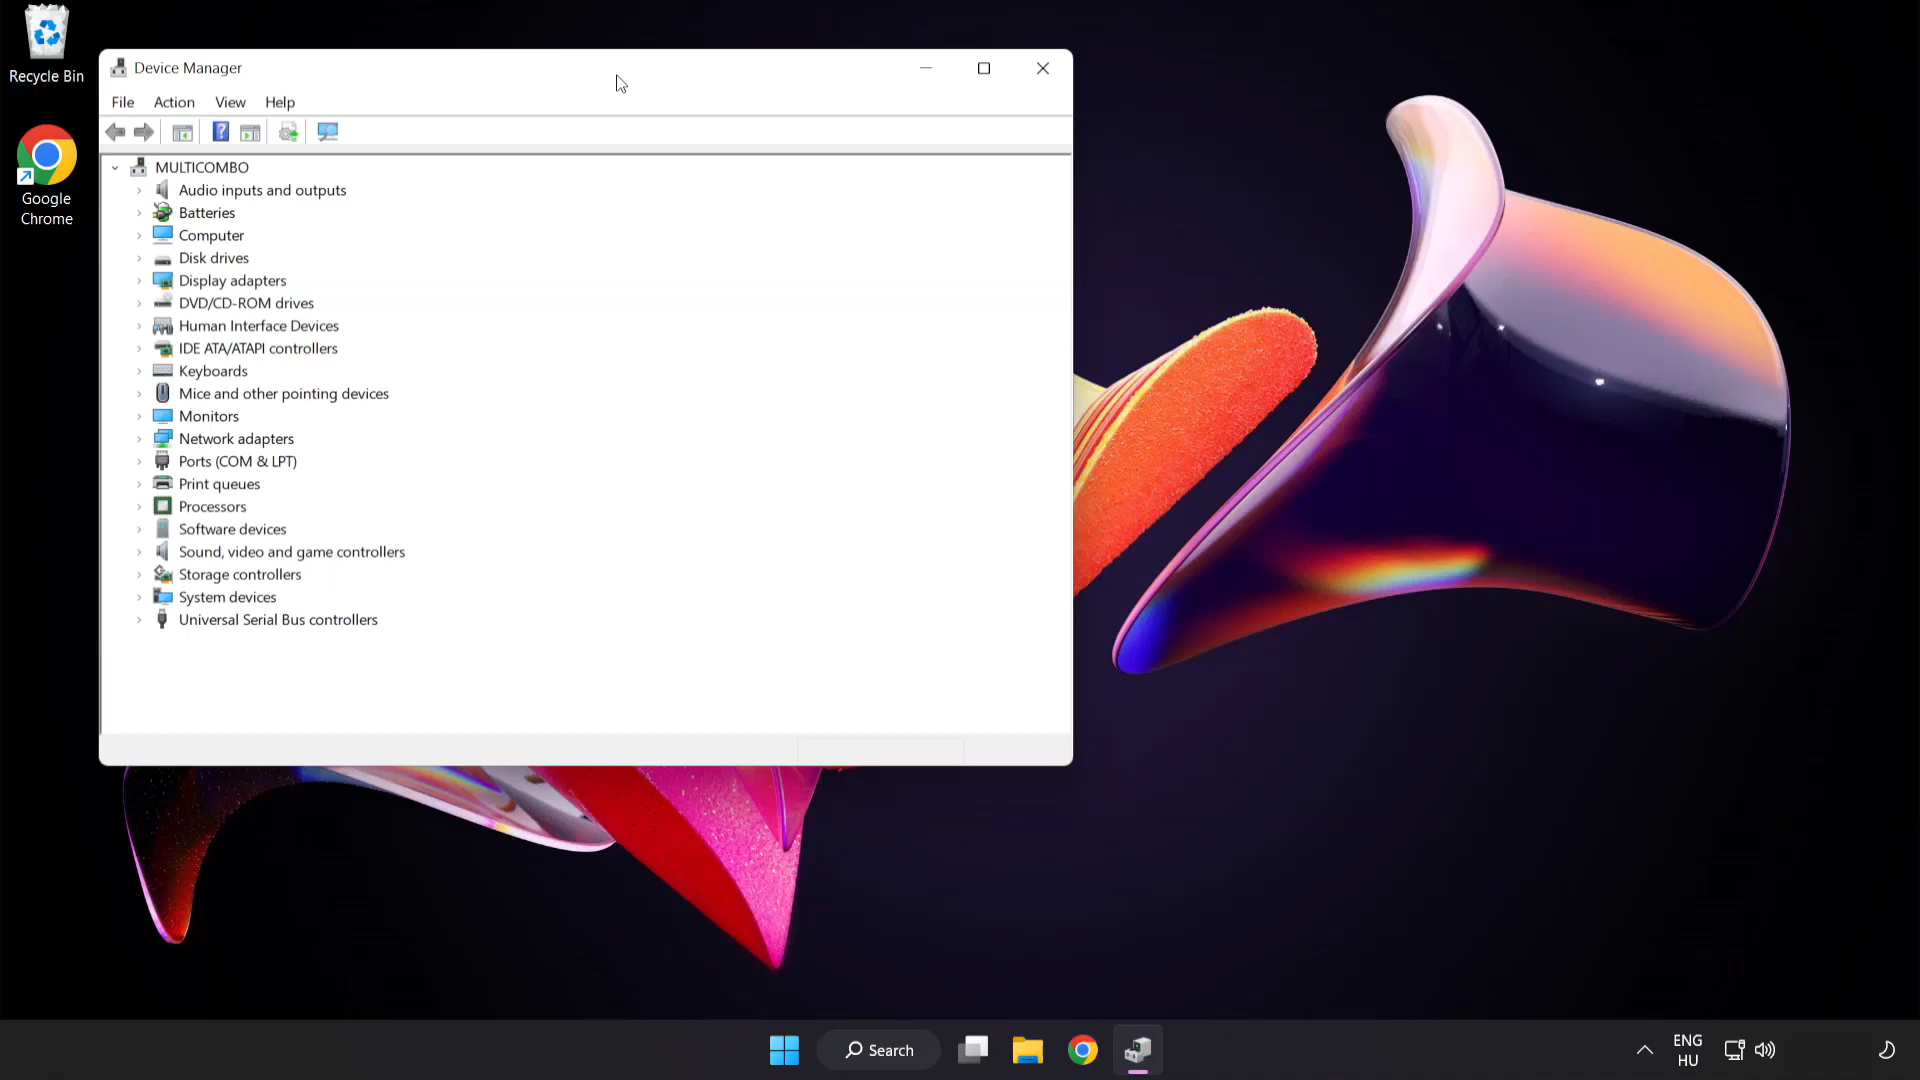 Recycle Bin
Google
Chrome
Device Manager
File Action View Help
MULTICOMBO
Audio inputs and outputs
Batteries
Computer
Disk drives
Display adapters
DVD/CD-ROM drives
Human Interface Devices
IDE ATA/ATAPI controllers
Keyboards
Mice and other pointing devices
Monitors
Network adapters
Ports (COM & LPT)
Print queues
Processors
Software devices
Sound, video and game controllers
Storage controllers
System devices
Universal Serial Bus controllers
Search
ENG
HU